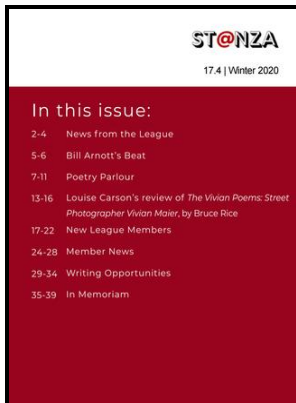 ST@NZA
17.4 | Winter 2020
In this issue:
2-4 News from the League
5-6 Bill Arnott's Beat
7-11 Poetry Parlour
13-16 Louise Carson's review of The Vivian Poems: Street
Photographer Vivian Maier, by Bruce Rice
17-22 New League Members
24-28 Member News
29-34 Writing Opportunities
35-39 In Memoriam